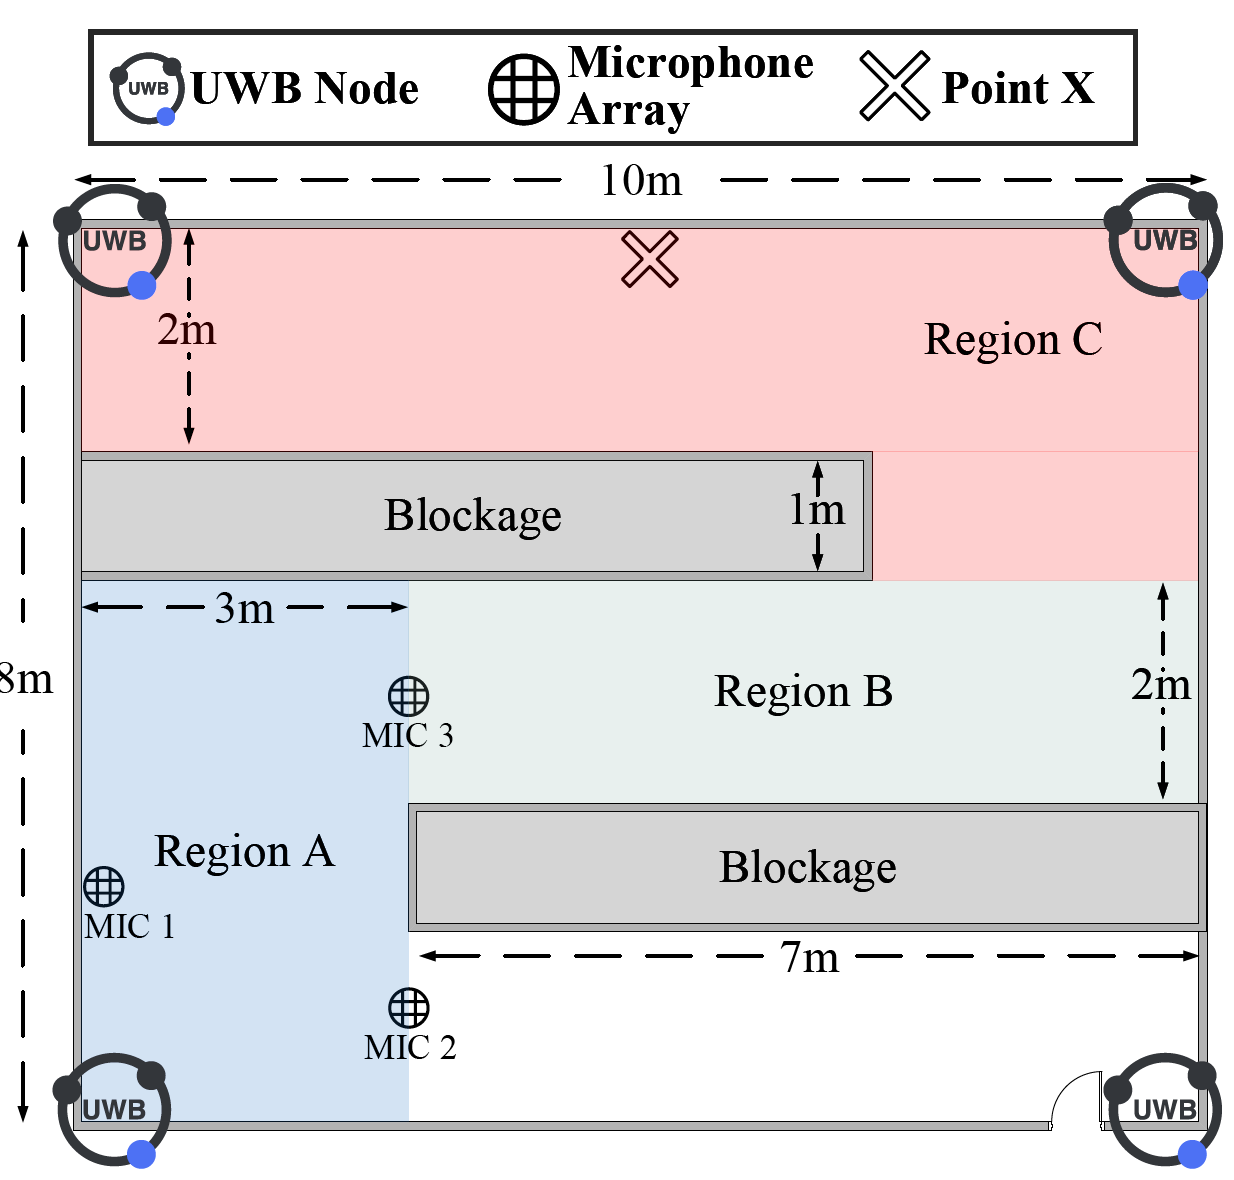 UWB
UWB Node
Microphone
Array
Point X
10m
UWB
UWB
2m
Region C
Blockage
1m
3m
8m
Region B
2m
MIC 3
Region A
Blockage
MIC 1
7m
MIC 2
UWB
UWB